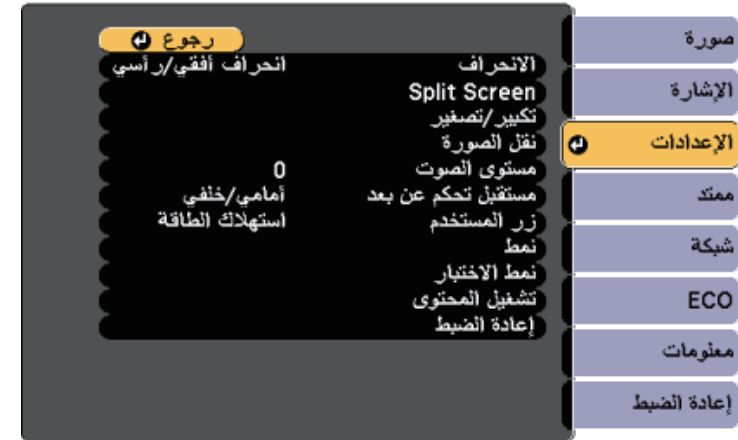 صورة
الإشارة
الإعدادات
ممتد
شبكة
ECO
معلومات
إعادة الضبط
رجوع
الانحراف انحراف أفقي/رأسي
Split Screen
تكبير/تصغير
نقل الصورة
مستوى الصوت 0
مستقبل تحكم عن بعد أمامي/خلفي
زر المستخدم استهلاك الطاقة
نمط
نمط الاختبار
تشغيل المحتوى
إعادة الضبط